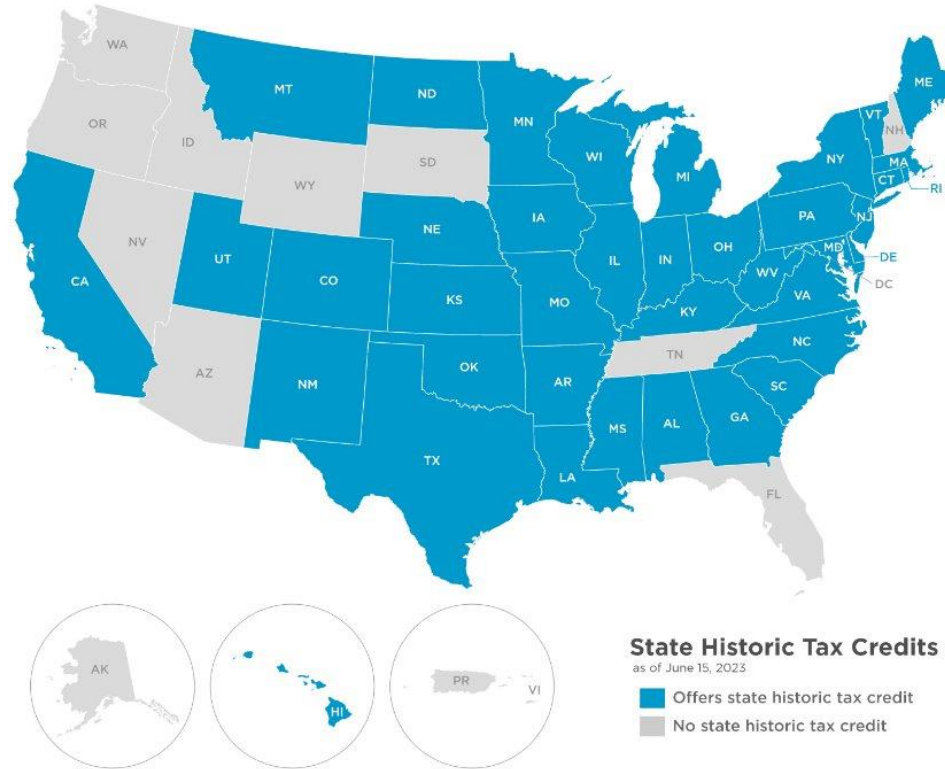 WA
MT
ND
MN
ME
OR
ID
WY
SD
WI
MI
VT
NH
NY
MA
CT
RI
NV
UT
CO
NE
IA
IL
IN
OH
PA
NJ
MD
DE
DC
CA
KS
MO
KY
WV
VA
AZ
NM
OK
AR
TN
NC
SC
TX
LA
MS
AL
GA
FL
AK
HI
PR
VI
State Historic Tax Credits
as of June 15, 2023
Offers state historic tax credit
No state historic tax credit